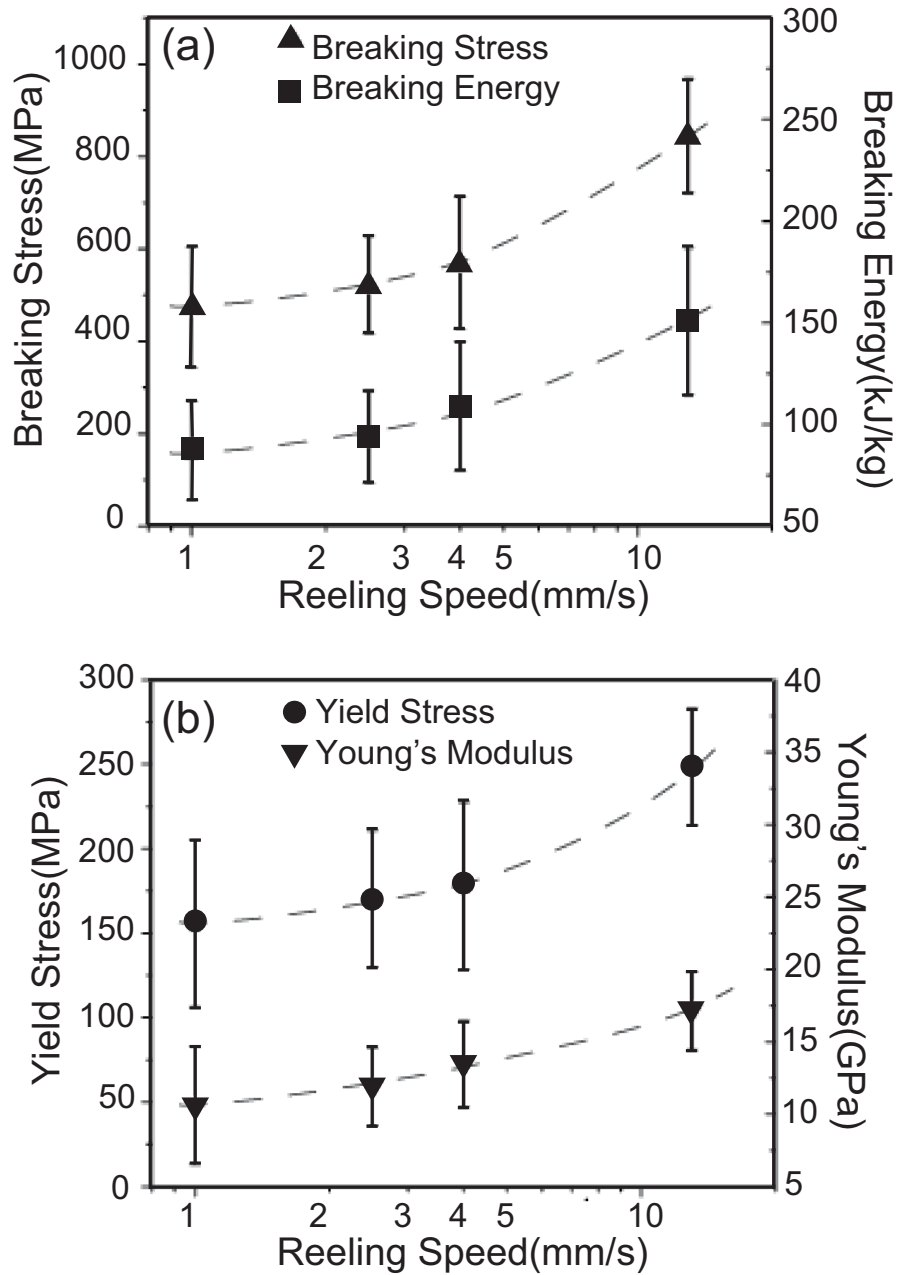 (a)
Breaking Stress
Breaking Energy
Breaking Stress(MPa)
1000
800
600
400
200
0
300
250
200
150
100
50
Breaking Energy(kJ/kg)
1 2 3 4 5 10
Reeling Speed(mm/s)
(b)
Yield Stress
Young's Modulus
Yield Stress(MPa)
300
250
200
150
100
50
0
40
35
30
25
20
15
10
5
Young's Modulus(GPa)
1 2 3 4 5 10
Reeling Speed(mm/s)